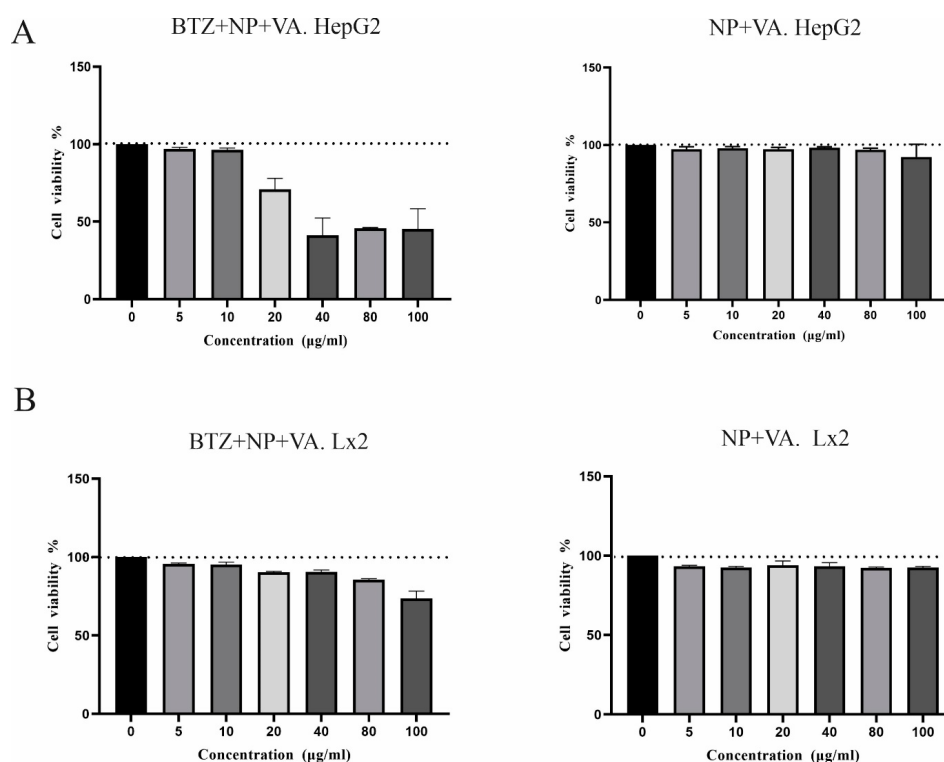 A
BTZ+NP+VA. HepG2
150
100
50
0
Cell viability %
0 5 10 20 40 80 100
Concentration (µg/ml)
NP+VA. HepG2
150
100
50
0
Cell viability %
0 5 10 20 40 80 100
Concentration (µg/ml)
B
BTZ+NP+VA. Lx2
150
100
50
0
Cell viability %
0 5 10 20 40 80 100
Concentration (µg/ml)
NP+VA. Lx2
150
100
50
0
Cell viability %
0 5 10 20 40 80 100
Concentration (µg/ml)